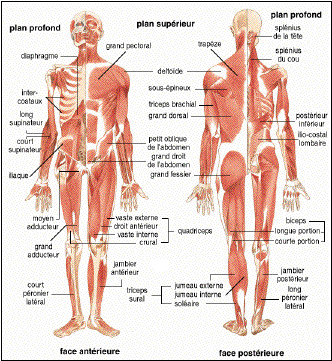 plan profond
plan supérieur
plan profond
diaphragme
grand pectoral
inter-
costaux
long
supinateur
court
supinateur
iliaque
moyen
adducteur
grand
adducteur
court
péronier
latéral
deltoïde
sous-épineux
triceps brachial
grand dorsal
petit oblique
de l'abdomen
grand droit
de l'abdomen
grand fessier
vaste externe
droit antérieur
vaste interne
crural
quadriceps
jambier
antérieur
triceps
sural
jumeau externe
jumeau interne
soléaire
trapèze
splénius
de la tête
splénius
du cou
postérieur
inférieur
ilio-costal
lombaire
biceps
longue portion
courte portion
jambier
postérieur
long
péronier
latéral
face antérieure
face postérieure